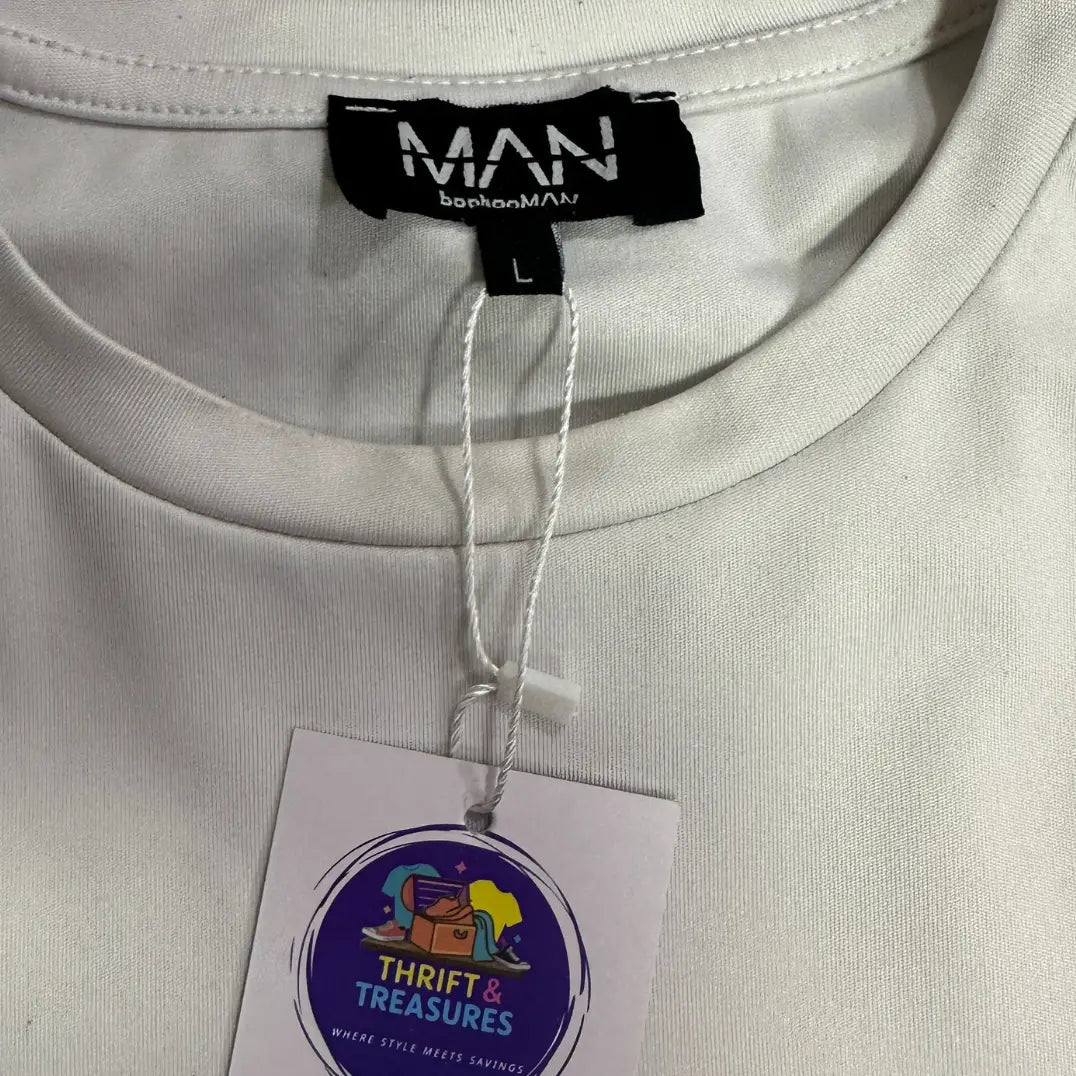 MAN
boohooMAN
L
THRIFT &
TREASURES
WHERE STYLE MEETS SAVINGS